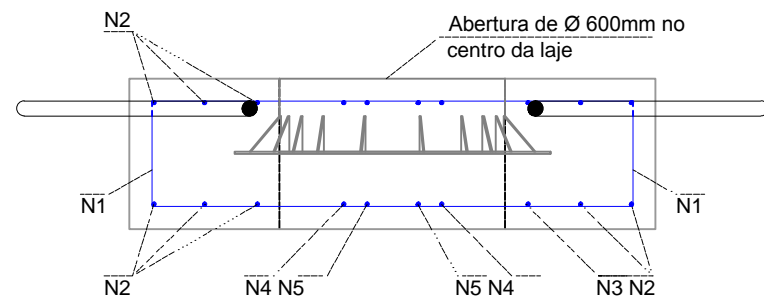 N2
Abertura de Ø 600mm no
centro da laje
N1
N1
N2
N4 N5
N5 N4
N3 N2